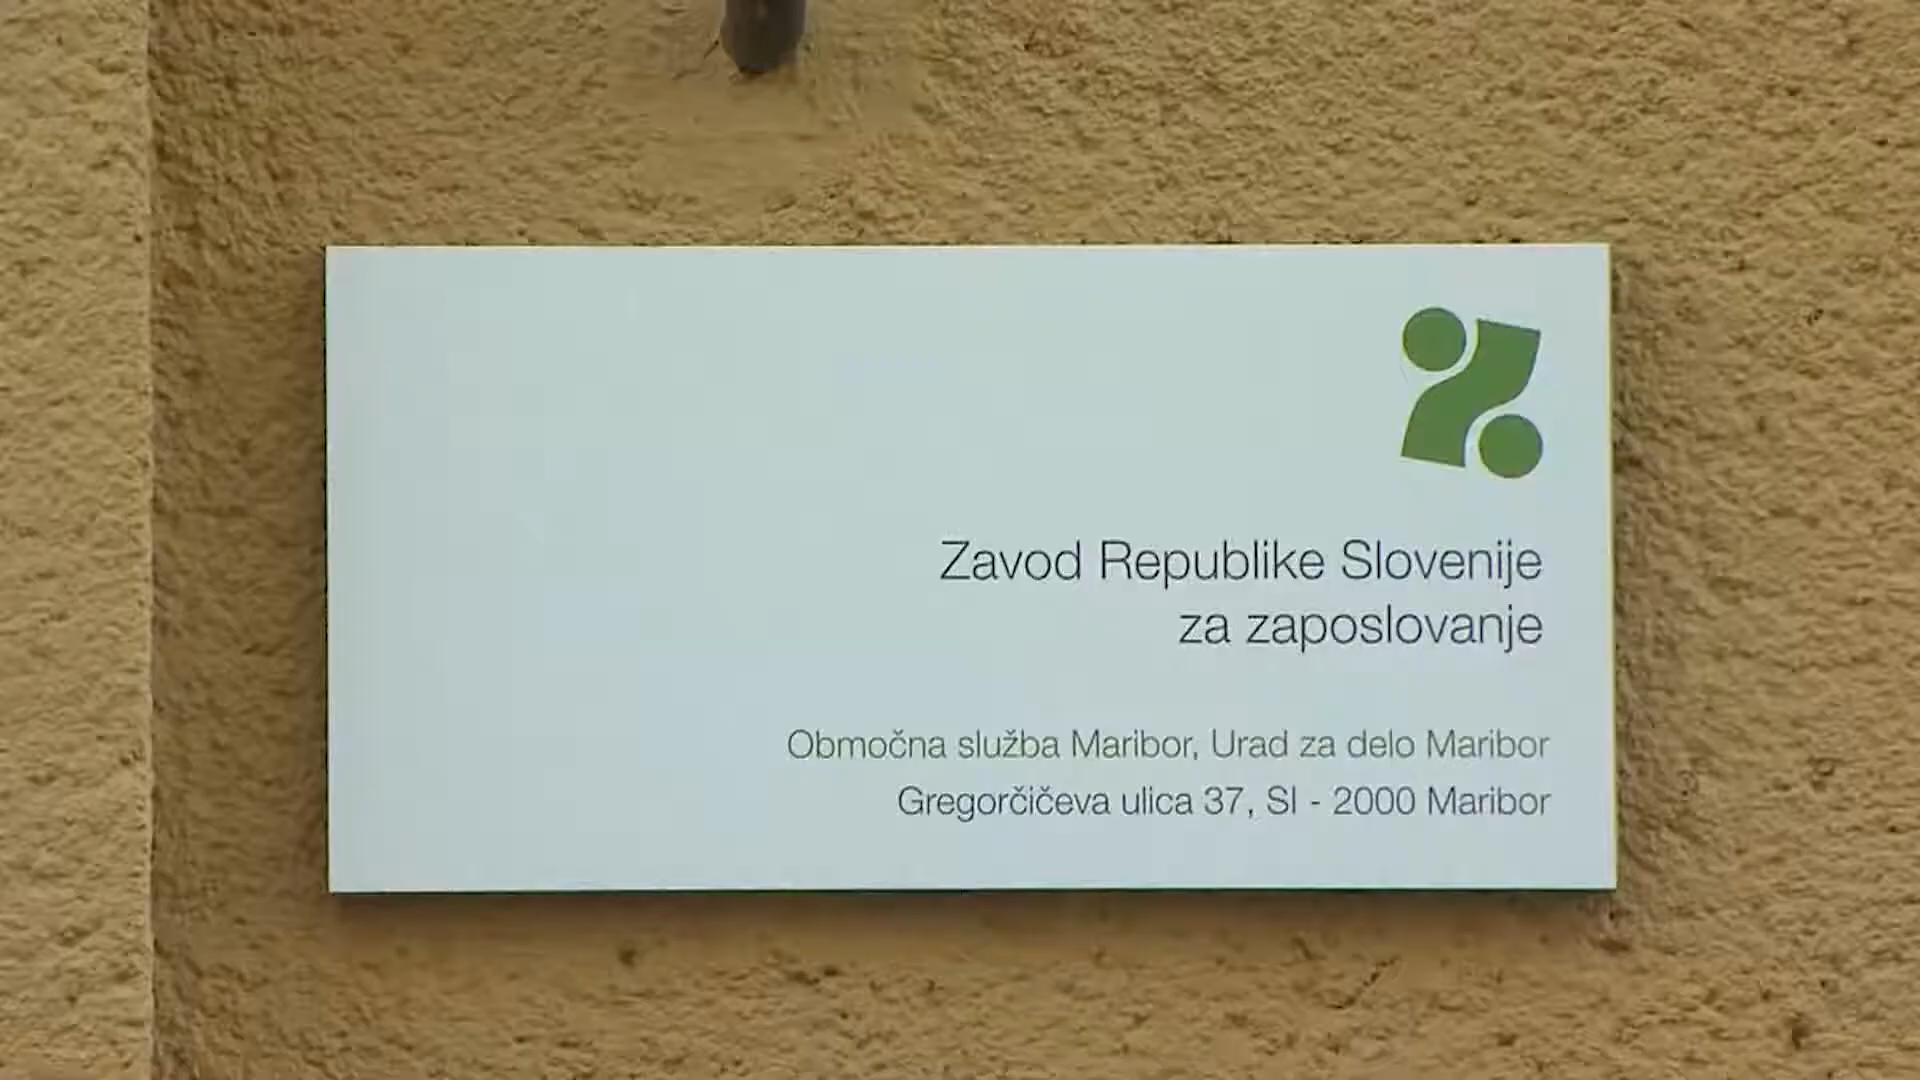 Zavod Republike Slovenije
za zaposlovanje
Območna služba Maribor, Urad za delo Maribor
Gregorčičeva ulica 37, SI - 2000 Maribor